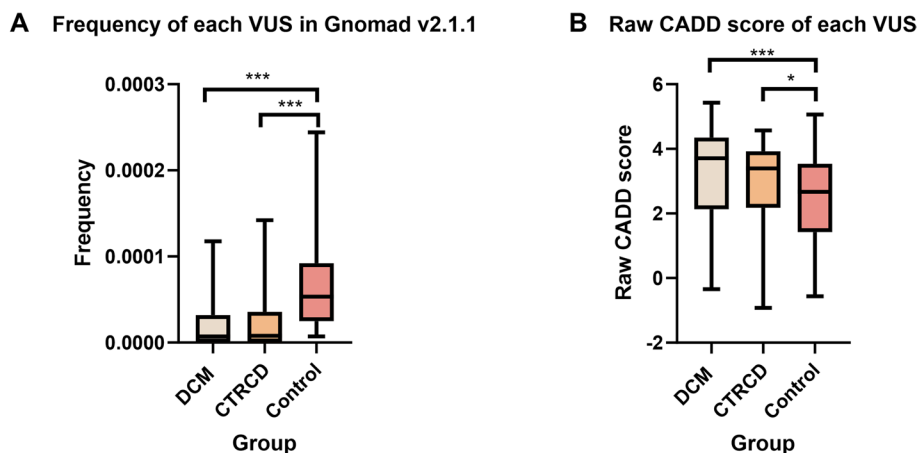 A Frequency of each VUS in Gnomad v2.1.1
***
***
0.0003
0.0002
0.0001
0.0000
Frequency
DCM
CTRCD
Control
Group
B Raw CADD score of each VUS
***
*
6
4
2
0
-2
Raw CADD score
DCM
CTRCD
Control
Group